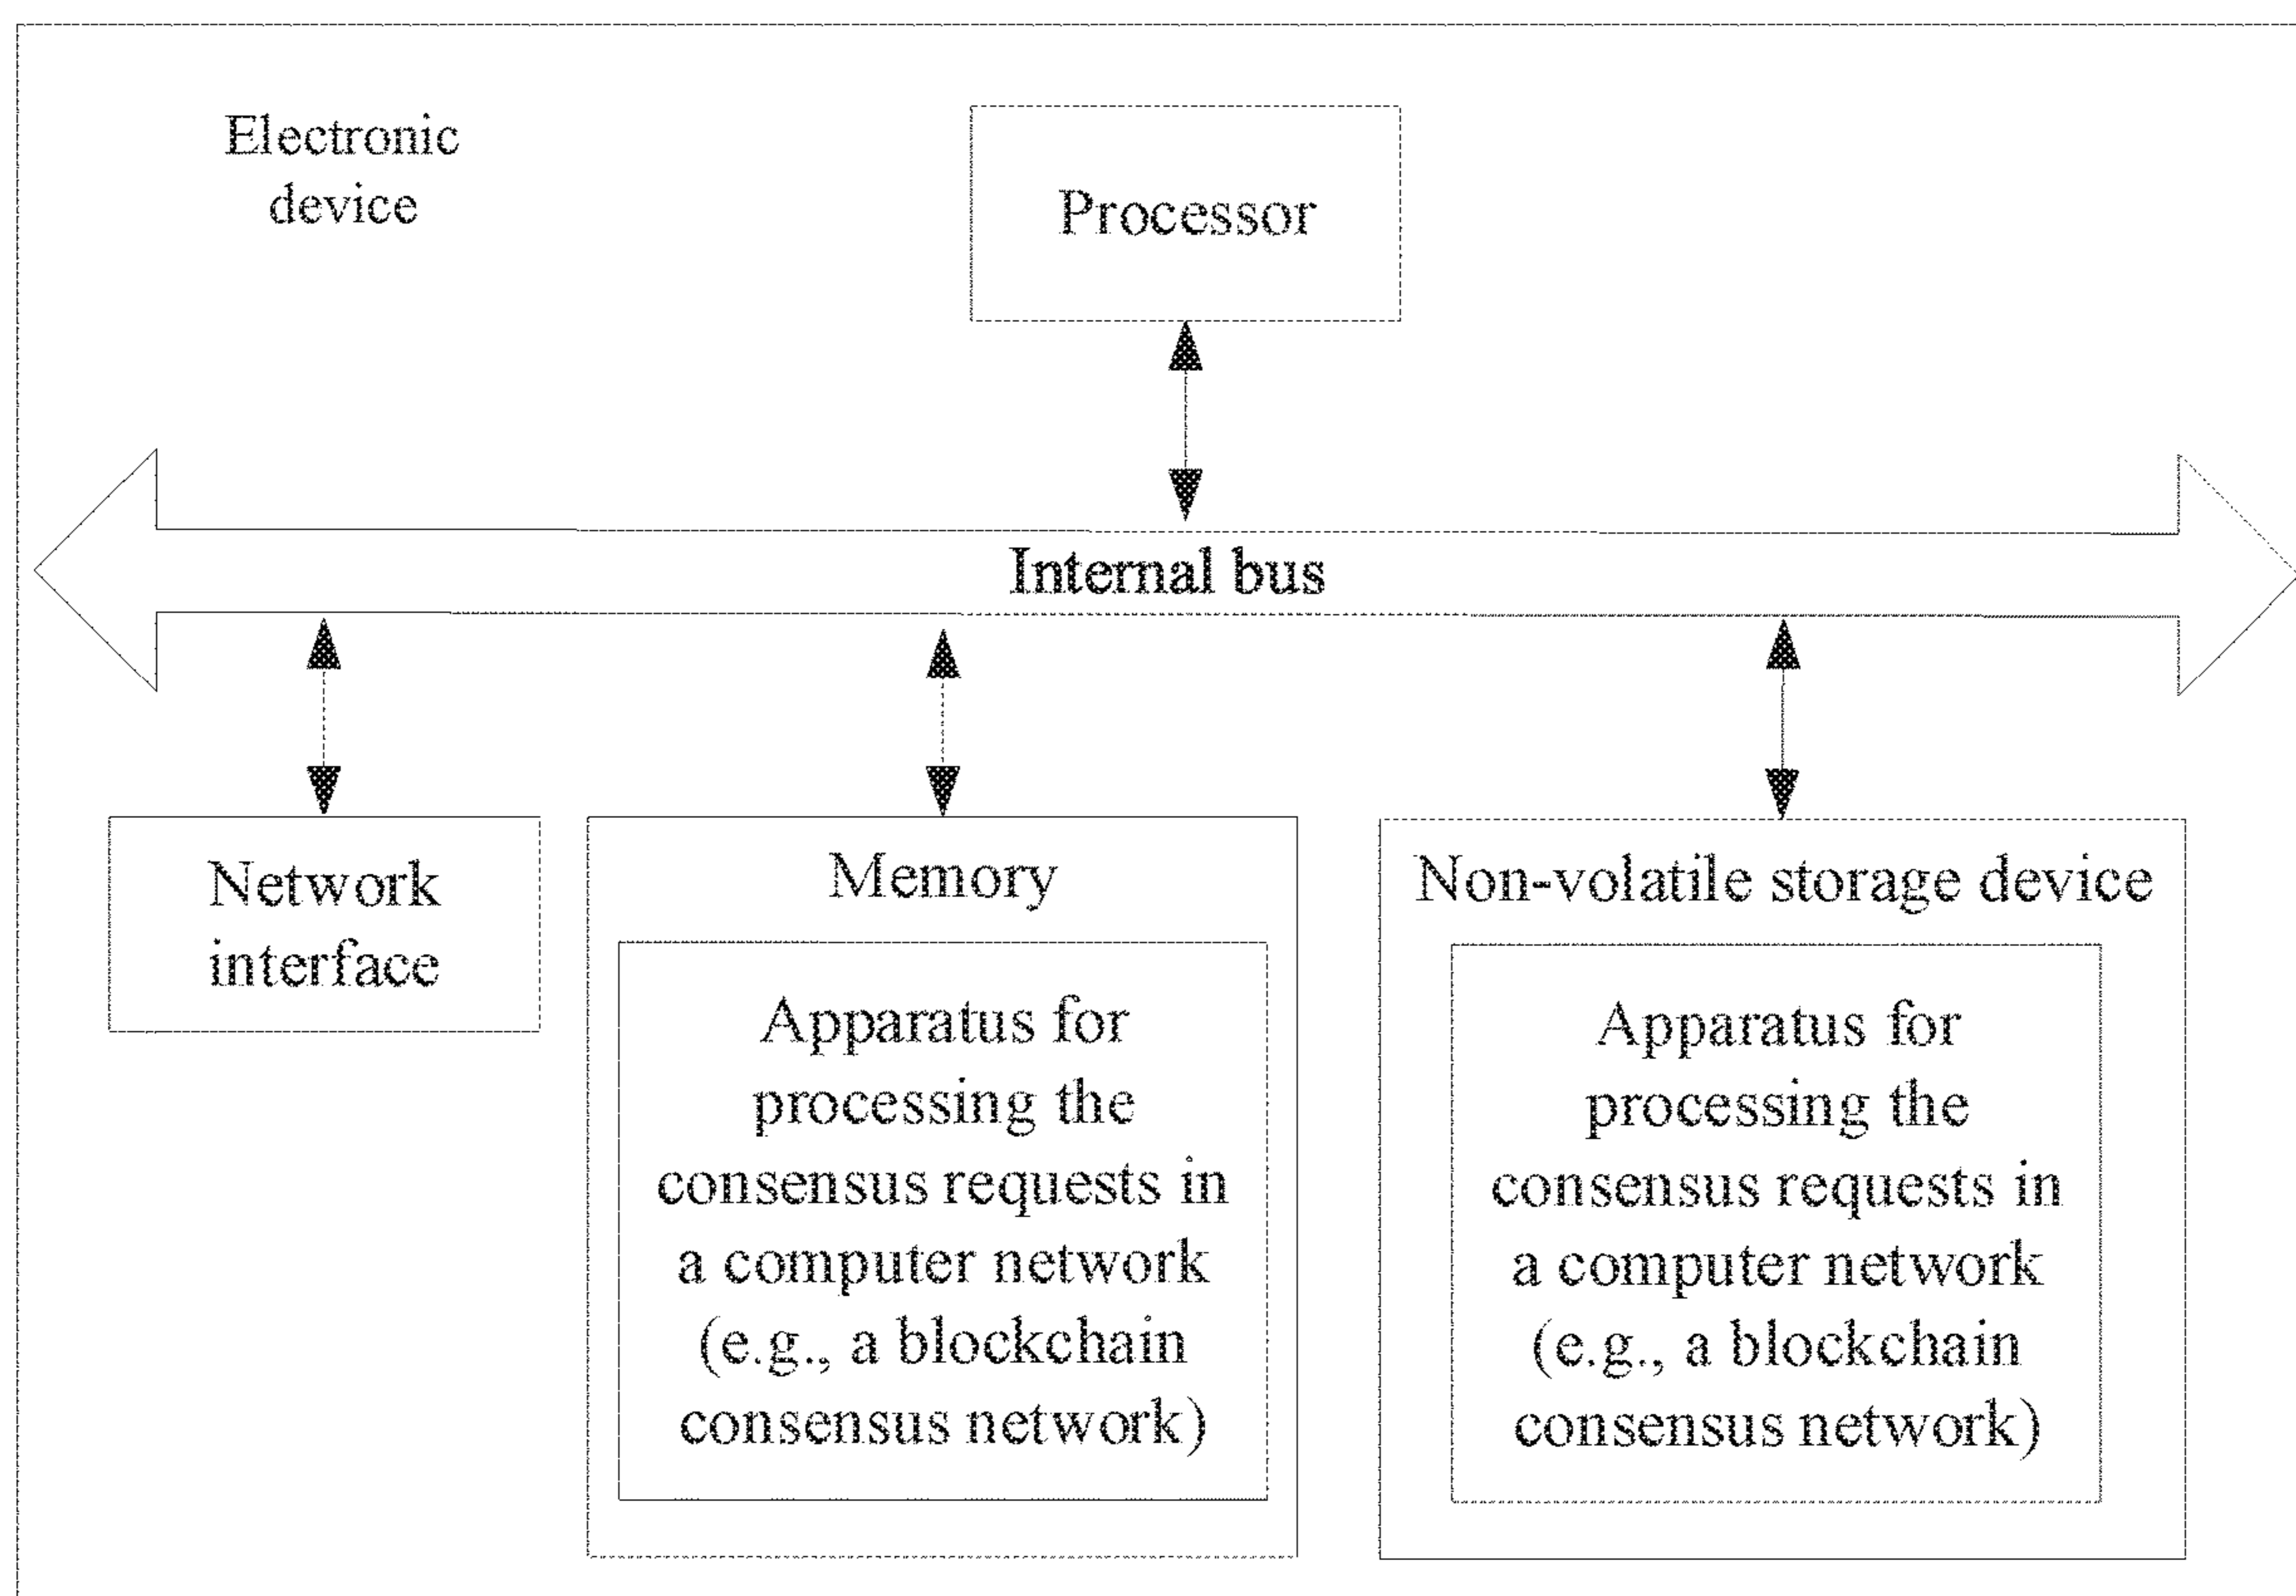 Electronic
device
Processor
Internal bus
Network
interface
Memory
Apparatus for
processing the
consensus requests in
a computer network
(e.g., a blockchain
consensus network)
Non-volatile storage device
Apparatus for
processing the
consensus requests in
a computer network
(e.g., a blockchain
consensus network)